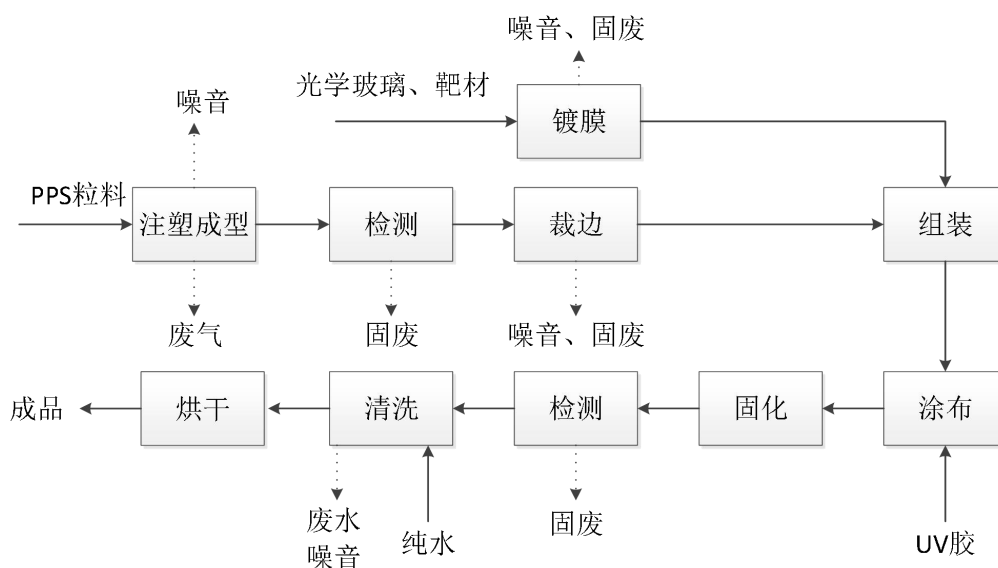 噪音、固废
光学玻璃、靶材
镀膜
噪音
PPS粒料
注塑成型
检测
裁边
组装
废气
固废
噪音、固废
成品
烘干
清洗
检测
固化
涂布
废水
噪音
纯水
固废
UV胶